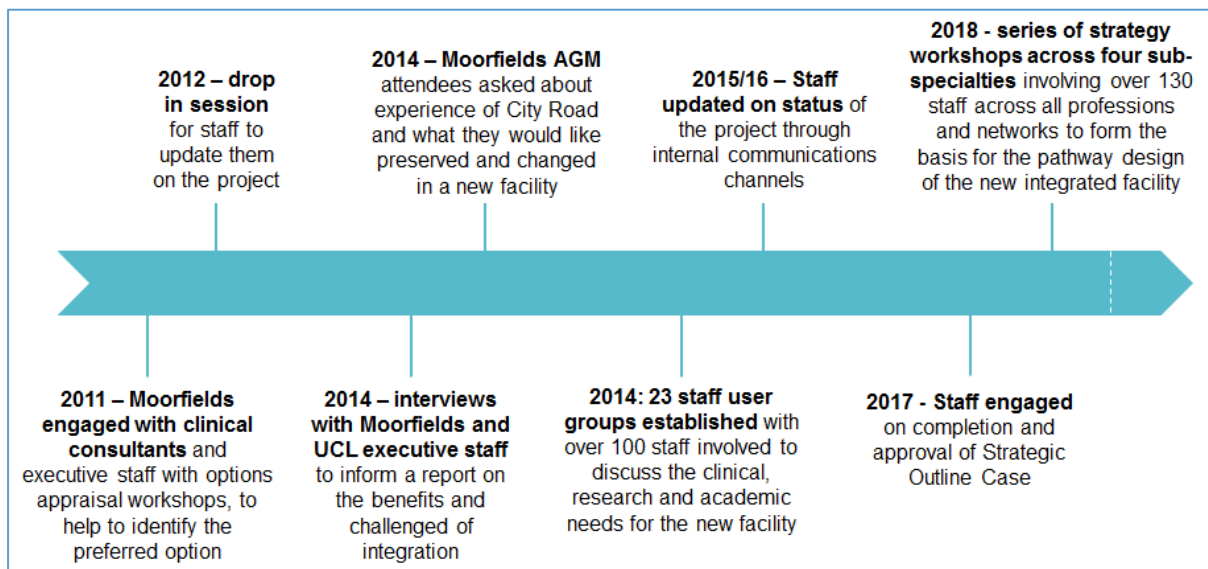 2012 – drop
in session
for staff to
update them
on the project
2014 – Moorfields AGM
attendees asked about
experience of City Road
and what they would like
preserved and changed
in a new facility
2015/16 – Staff
updated on status of
the project through
internal communications
channels
2018 - series of strategy
workshops across four sub-
specialties involving over 130
staff across all professions
and networks to form the
basis for the pathway design
of the new integrated facility
2011 – Moorfields
engaged with clinical
consultants and
executive staff with options
appraisal workshops, to
help to identify the
preferred option
2014 – interviews
with Moorfields and
UCL executive staff
to inform a report on
the benefits and
challenged of
integration
2014: 23 staff user
groups established with
over 100 staff involved to
discuss the clinical,
research and academic
needs for the new facility
2017 - Staff engaged
on completion and
approval of Strategic
Outline Case